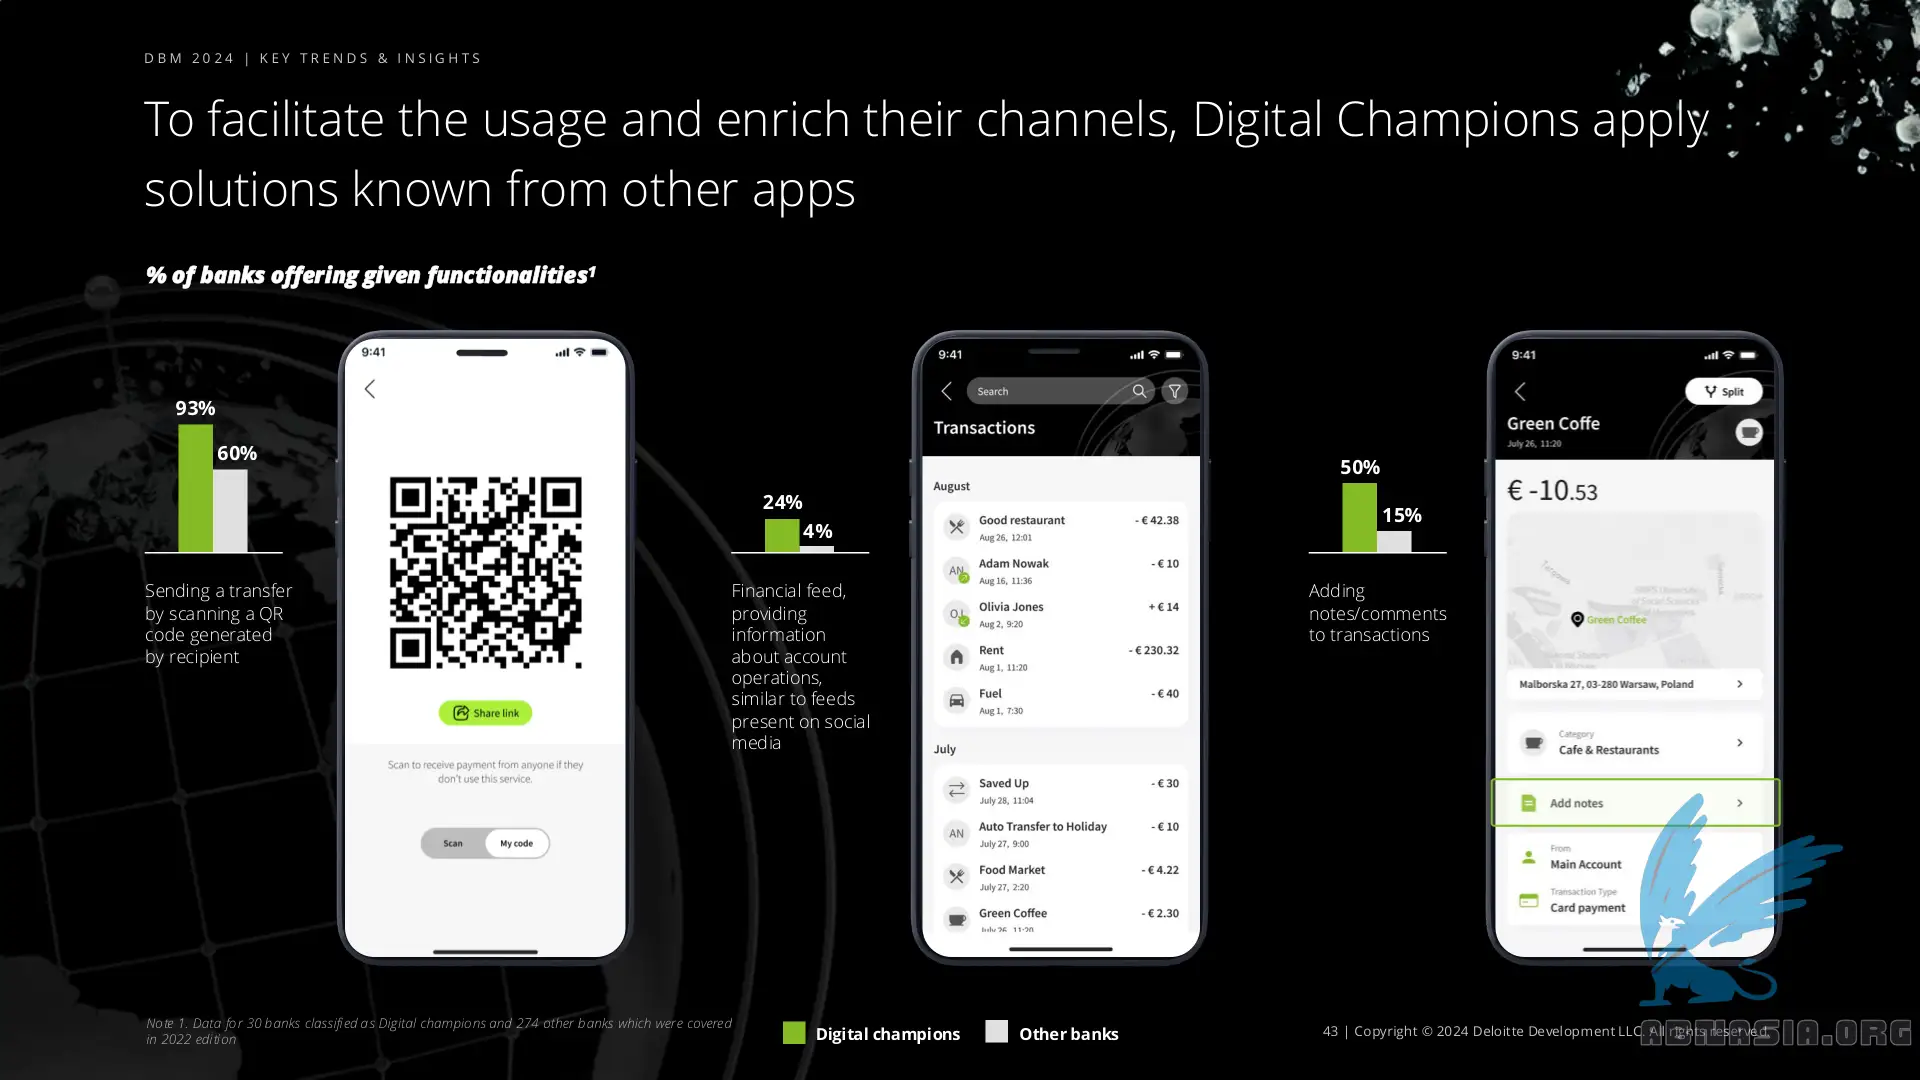 DBM 2024 | KEY TRENDS & INSIGHTS
To facilitate the usage and enrich their channels, Digital Champions apply
solutions known from other apps
% of banks offering given functionalities¹
93%
60%
Sending a transfer
by scanning a QR
code generated
by recipient
9:41
Share link
Scan to receive payment from anyone if they
don't use this service.
Scan
My code
24%
4%
Financial feed,
providing
information
about account
operations,
similar to feeds
present on social
media
9:41
Search
Transactions
August
Good restaurant - € 42.38
Aug 26, 12:01
AN Adam Nowak - € 10
Aug 16, 11:36
OJ Olivia Jones + € 14
Aug 2, 9:20
Rent - € 230.32
Aug 1, 11:20
Fuel - € 40
Aug 1, 7:30
July
Saved Up - € 30
July 28, 11:04
AN Auto Transfer to Holiday - € 10
July 27, 9:00
Food Market - € 4.22
July 27, 2:20
Green Coffee - € 2.30
July 26, 11:20
50%
15%
Adding
notes/comments
to transactions
9:41
Split
Green Coffe
July 26, 11:20
€ -10.53
Green Coffee
Malborska 27, 03-280 Warsaw, Poland
Category
Cafe & Restaurants
Add notes
From
Main Account
Transaction Type
Card payment
Note 1. Data for 30 banks classified as Digital champions and 274 other banks which were covered
in 2022 edition
Digital champions
Other banks
43 | Copyright © 2024 Deloitte Development LLC. All rights reserved.
ABILASIA.ORG